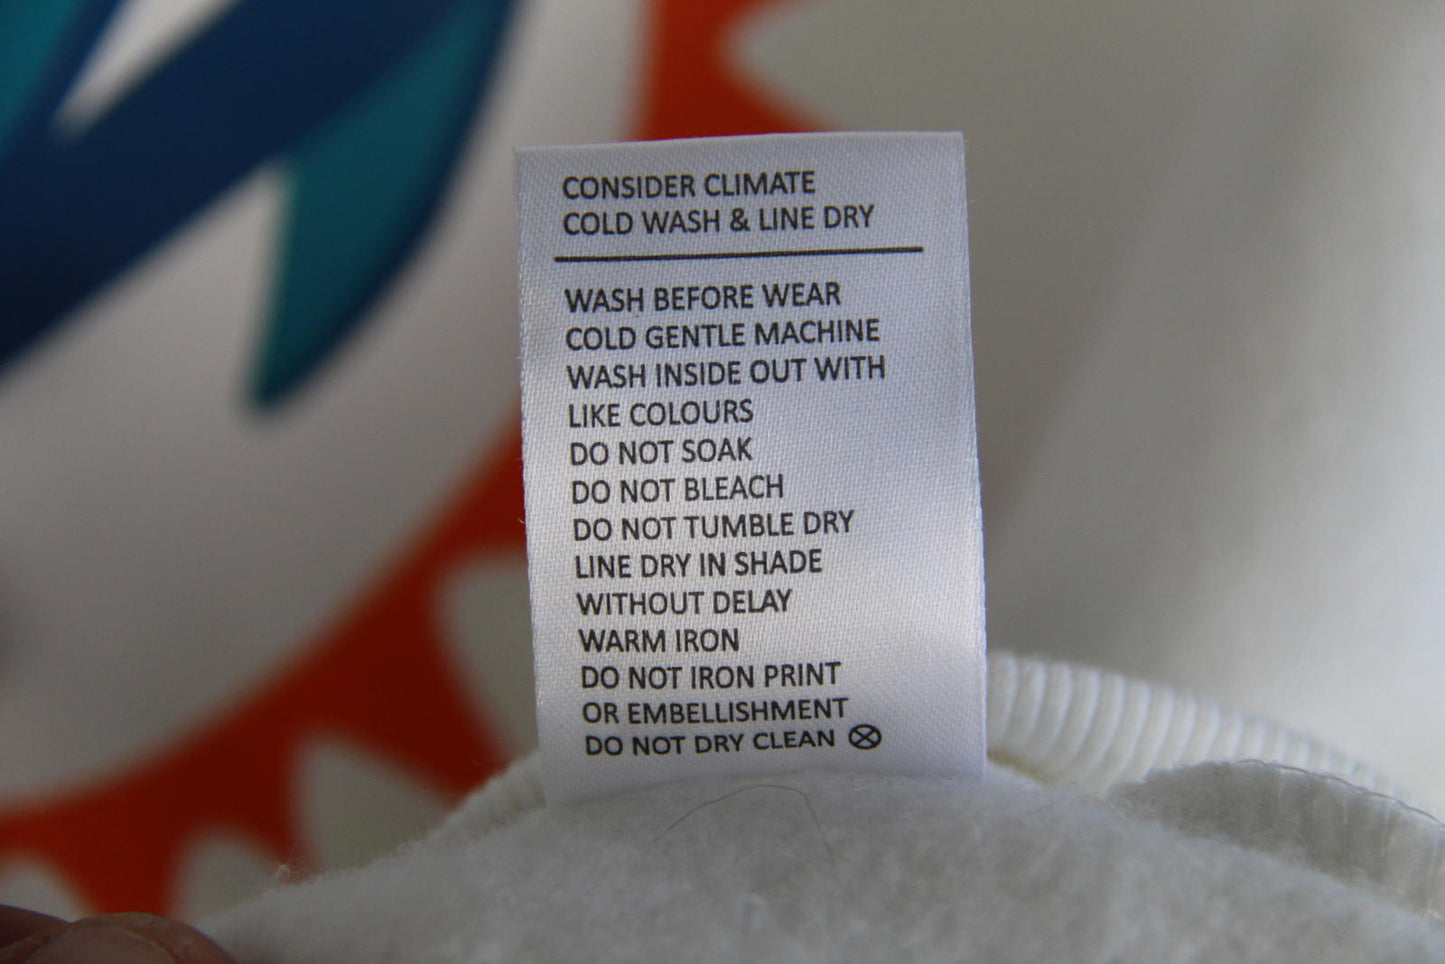 CONSIDER CLIMATE
COLD WASH & LINE DRY
WASH BEFORE WEAR
COLD GENTLE MACHINE
WASH INSIDE OUT WITH
LIKE COLOURS
DO NOT SOAK
DO NOT BLEACH
DO NOT TUMBLE DRY
LINE DRY IN SHADE
WITHOUT DELAY
WARM IRON
DO NOT IRON PRINT
OR EMBELLISHMENT
DO NOT DRY CLEAN